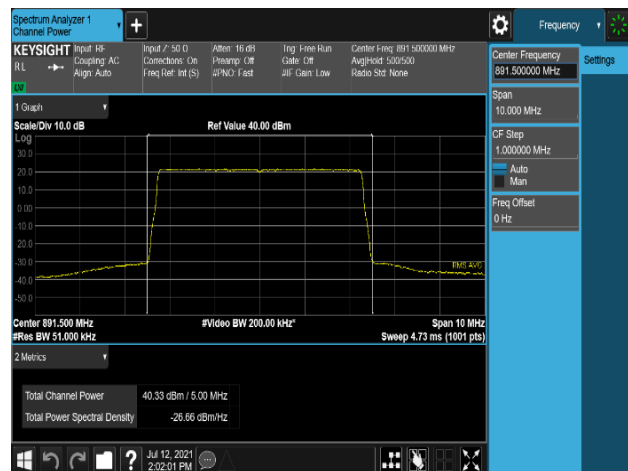 Spectrum Analyzer 1
Channel Power
Frequency
KEYSIGHT
RL
Input: RF
Coupling: AC
Align: Auto
Input Z: 50 Ω
Corrections: On
Freq Ref: Int (S)
Atten: 16 dB
Preamp: Off
#PNO: Fast
Trig: Free Run
Gate: Off
#IF Gain: Low
Center Freq: 891.500000 MHz
Avg|Hold: 500/500
Radio Std: None
Center Frequency
891.500000 MHz
Settings
Span
10.000 MHz
CF Step
1.000000 MHz
Auto
Man
Freq Offset
0 Hz
1 Graph
Scale/Div 10.0 dB
Ref Value 40.00 dBm
Log
30.0
20.0
10.0
0.00
-10.0
-20.0
-30.0
-40.0
-50.0
RMS AVG
Center 891.500 MHz
#Video BW 200.00 kHz*
Span 10 MHz
#Res BW 51.000 kHz
Sweep 4.73 ms (1001 pts)
2 Metrics
Total Channel Power
40.33 dBm / 5.00 MHz
Total Power Spectral Density
-26.66 dBm/Hz
?
Jul 12, 2021
2:02:01 PM